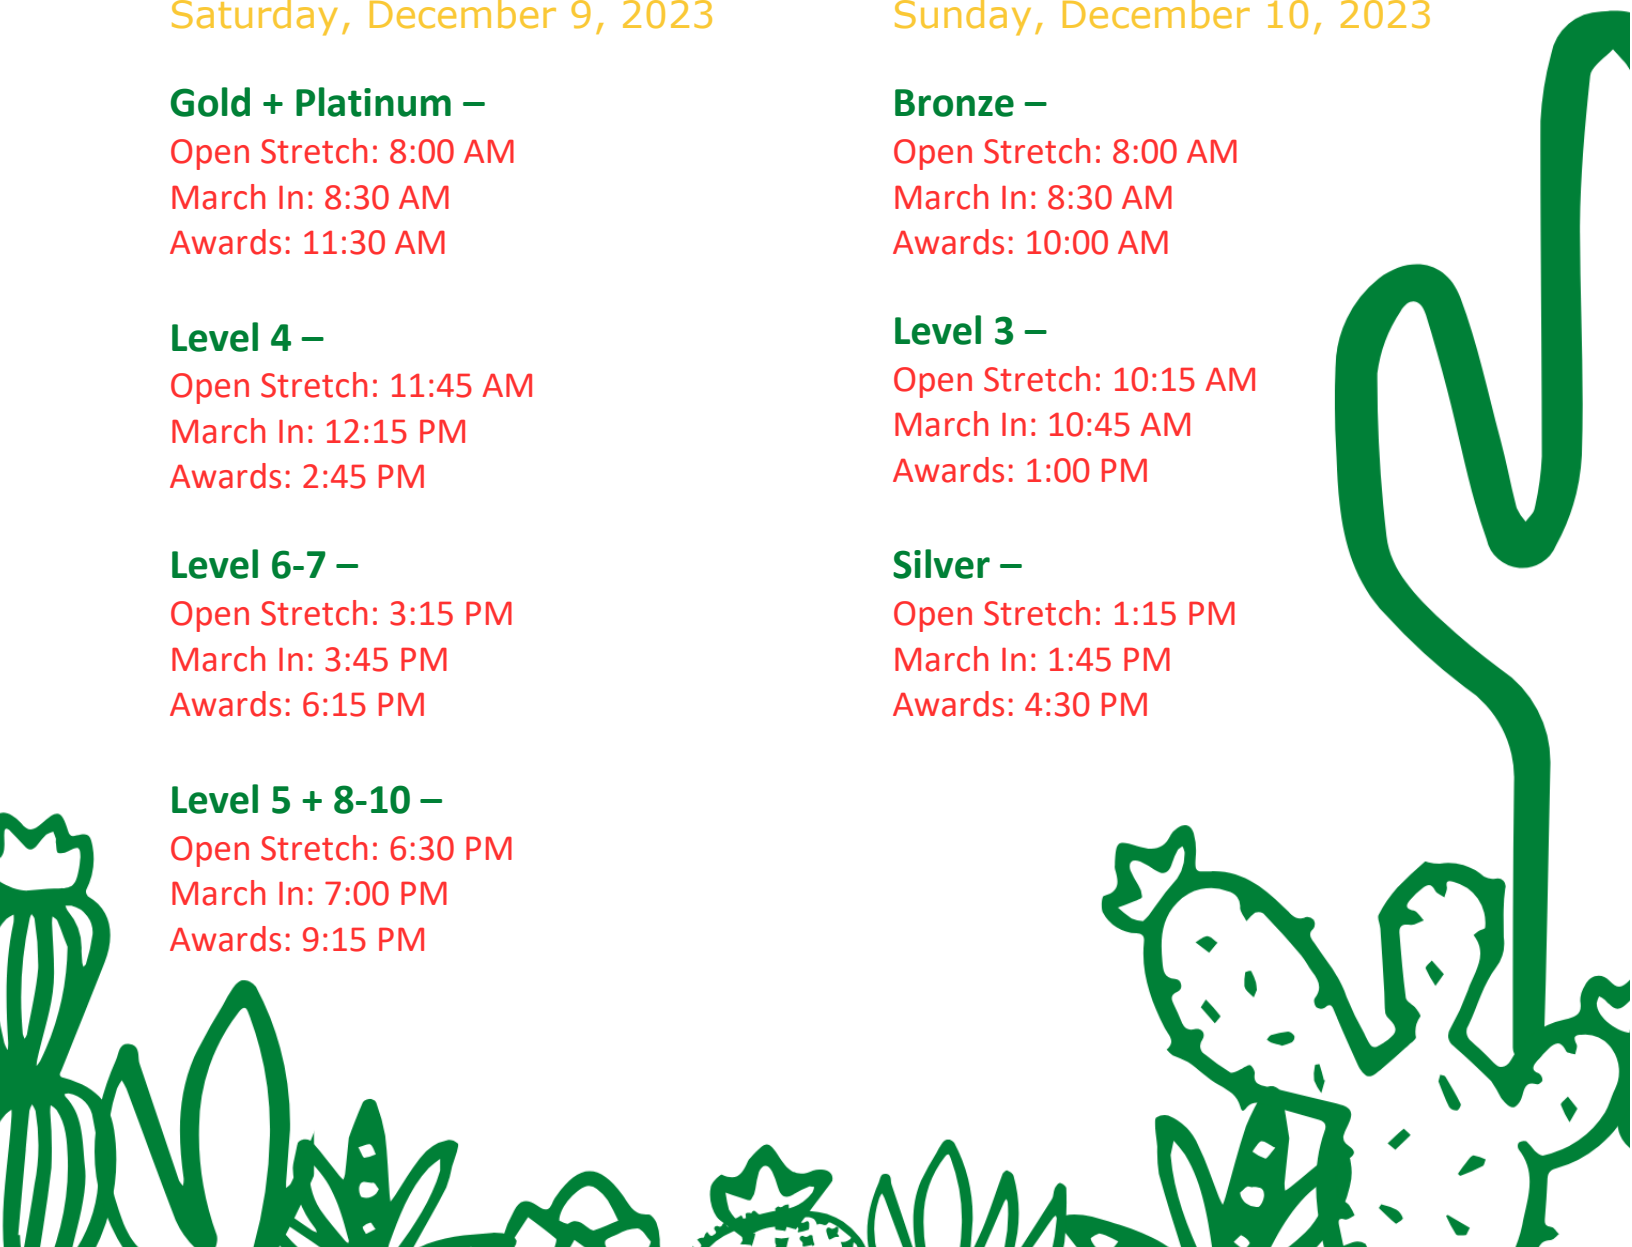 Saturday, December 9, 2023
Gold + Platinum –
Open Stretch: 8:00 AM
March In: 8:30 AM
Awards: 11:30 AM
Level 4 –
Open Stretch: 11:45 AM
March In: 12:15 PM
Awards: 2:45 PM
Level 6-7 –
Open Stretch: 3:15 PM
March In: 3:45 PM
Awards: 6:15 PM
Level 5 + 8-10 –
Open Stretch: 6:30 PM
March In: 7:00 PM
Awards: 9:15 PM
Sunday, December 10, 2023
Bronze –
Open Stretch: 8:00 AM
March In: 8:30 AM
Awards: 10:00 AM
Level 3 –
Open Stretch: 10:15 AM
March In: 10:45 AM
Awards: 1:00 PM
Silver –
Open Stretch: 1:15 PM
March In: 1:45 PM
Awards: 4:30 PM